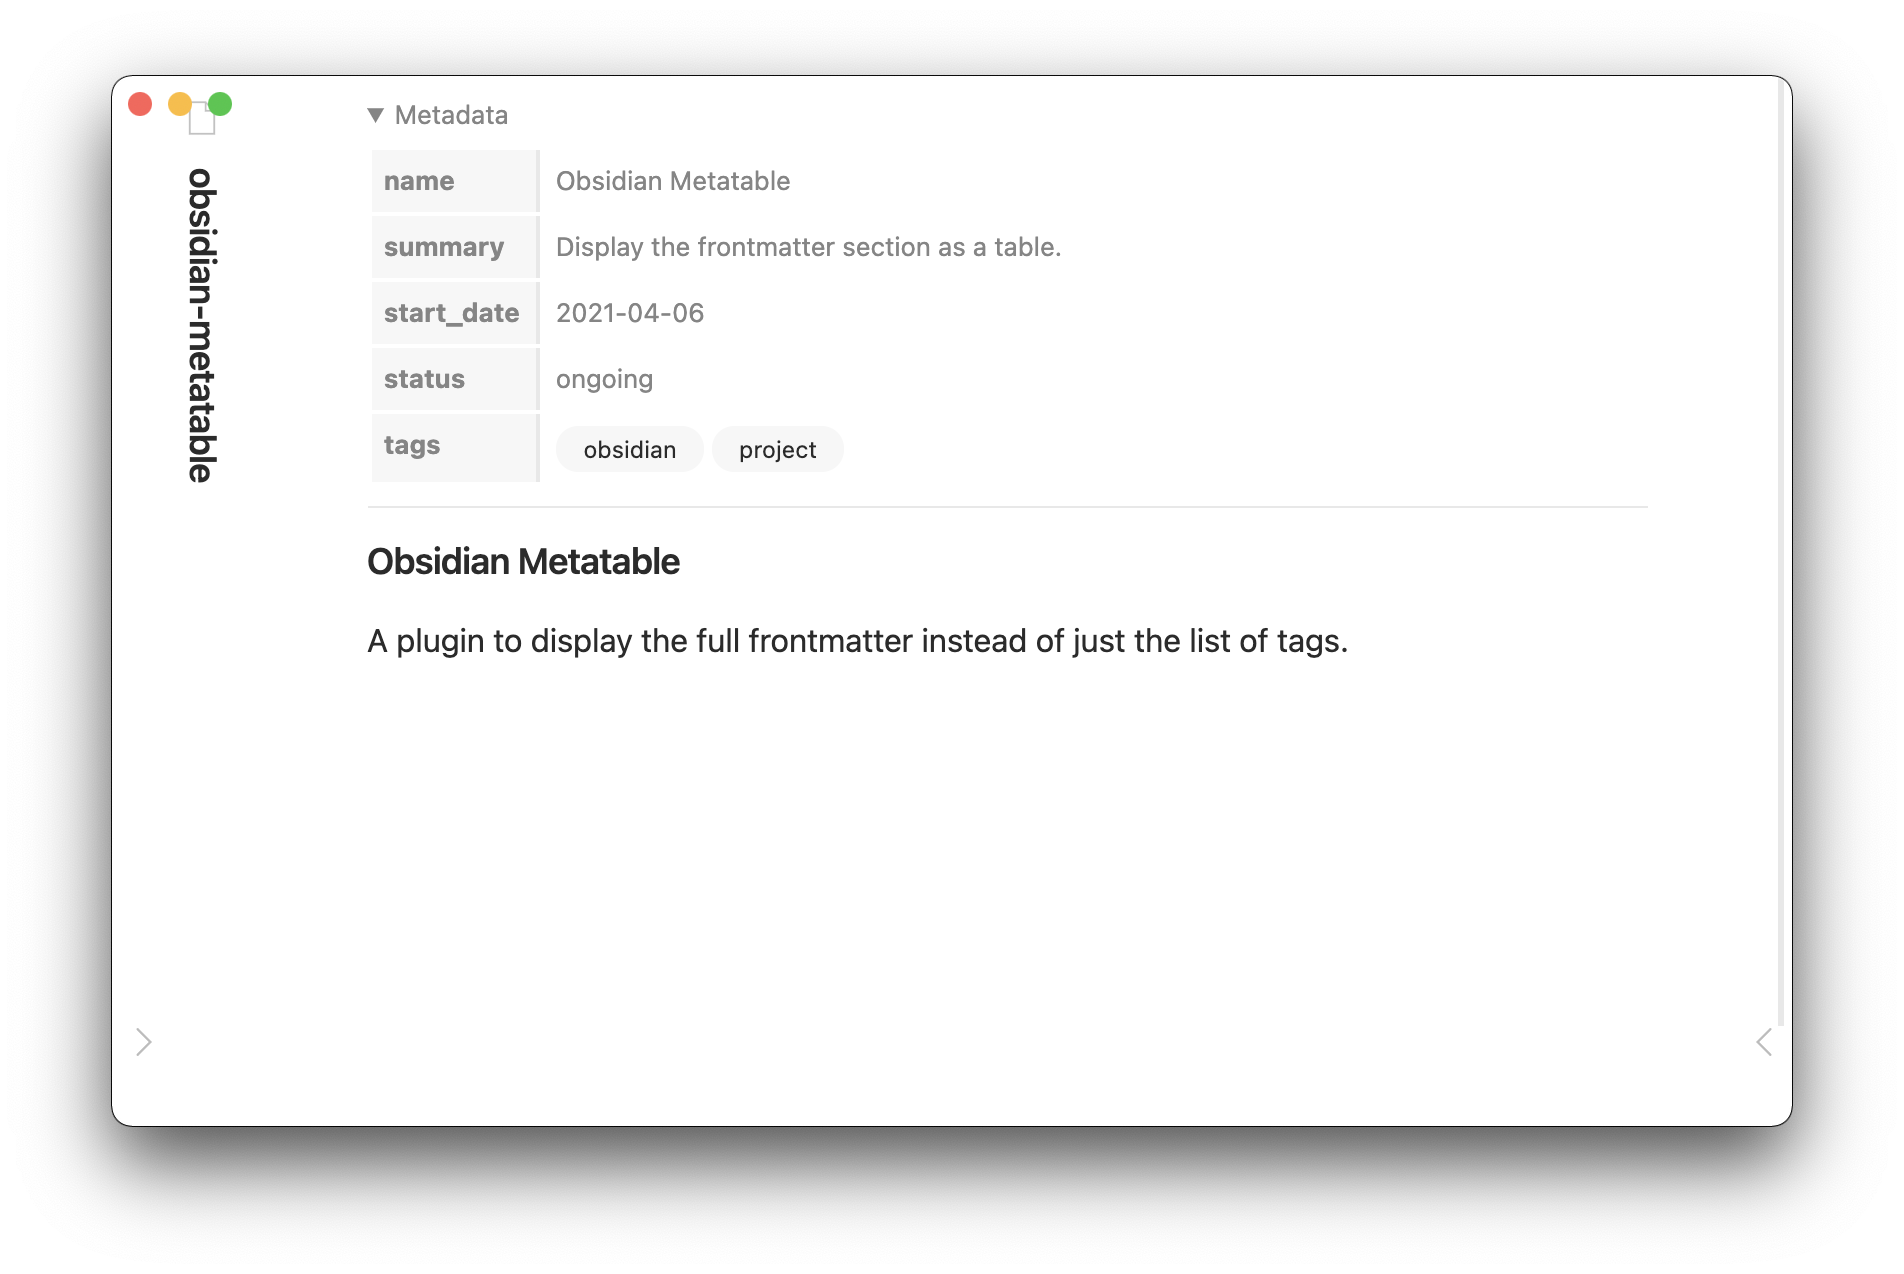 obsidian-metatable
Metadata
name Obsidian Metatable
summary Display the frontmatter section as a table.
start_date 2021-04-06
status ongoing
tags obsidian project
Obsidian Metatable
A plugin to display the full frontmatter instead of just the list of tags.